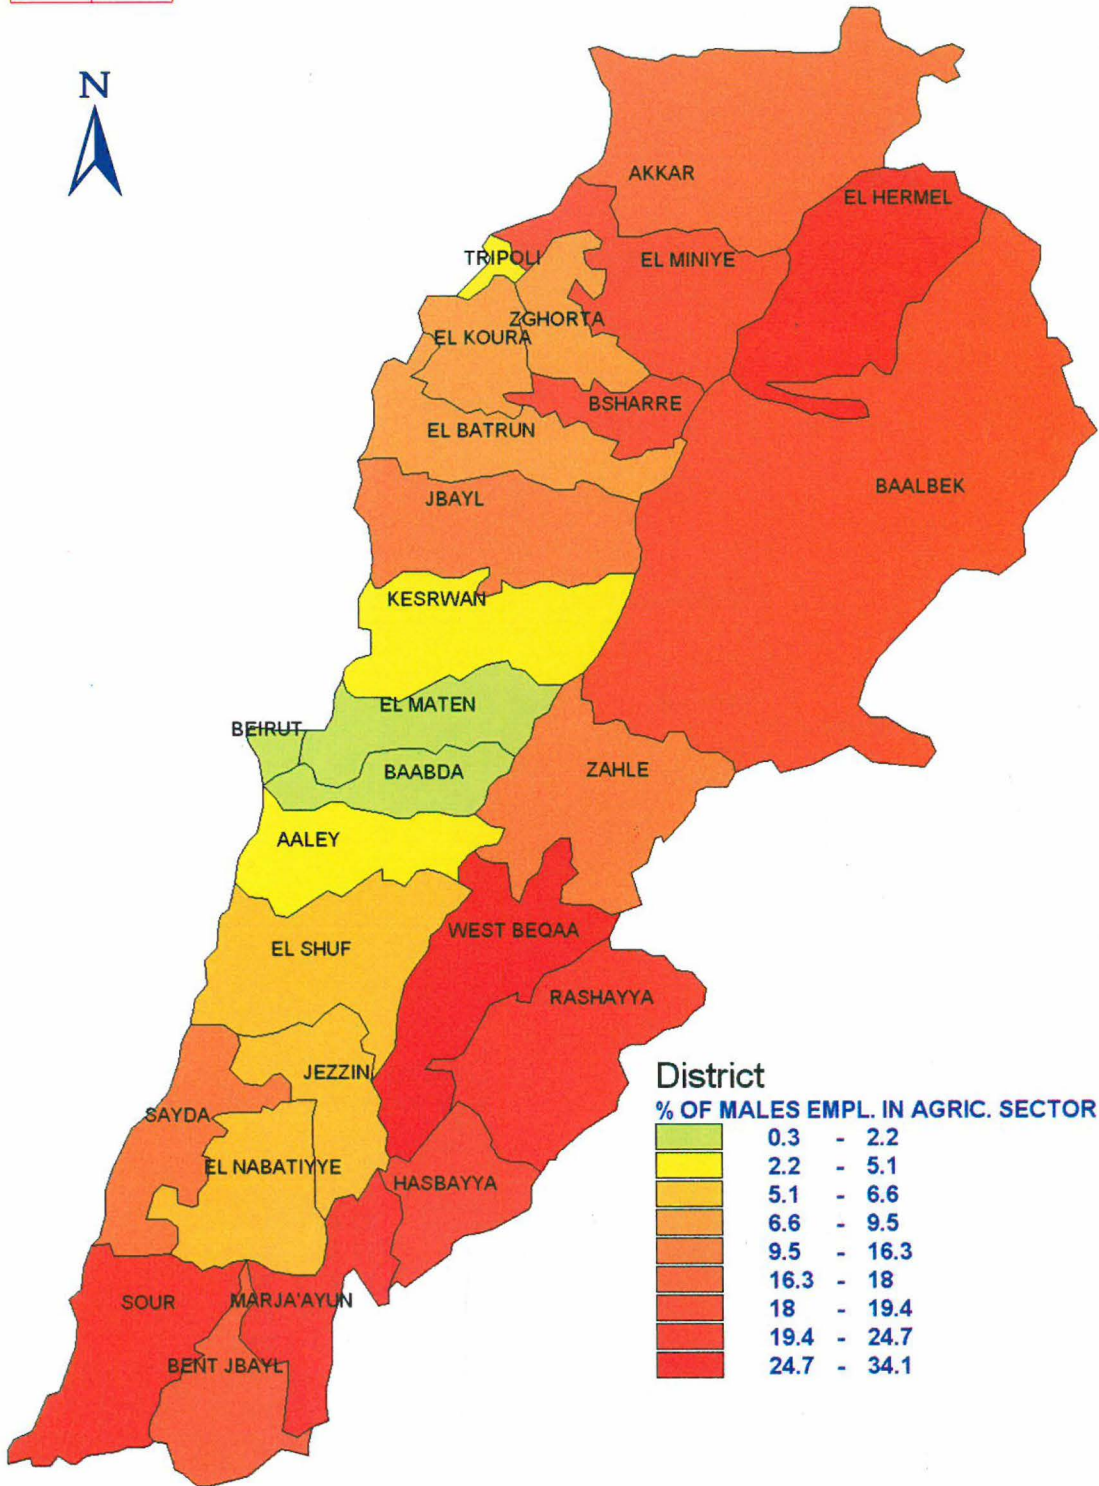 N
AKKAR
EL HERMEL
TRIPOLI
EL MINIYE
ZGHORTA
EL KOURA
BSHARRE
EL BATRUN
BAALBEK
JBAYL
KESRWAN
EL MATEN
BEIRUT
BAABDA
ZAHLE
AALEY
WEST BEQAA
EL SHUF
RASHAYYA
JEZZIN
SAYDA
EL NABATIYYE
HASBAYYA
SOUR
MARJA'AYUN
BENT JBAYL
District
% OF MALES EMPL. IN AGRIC. SECTOR
0.3 - 2.2
2.2 - 5.1
5.1 - 6.6
6.6 - 9.5
9.5 - 16.3
16.3 - 18
18 - 19.4
19.4 - 24.7
24.7 - 34.1